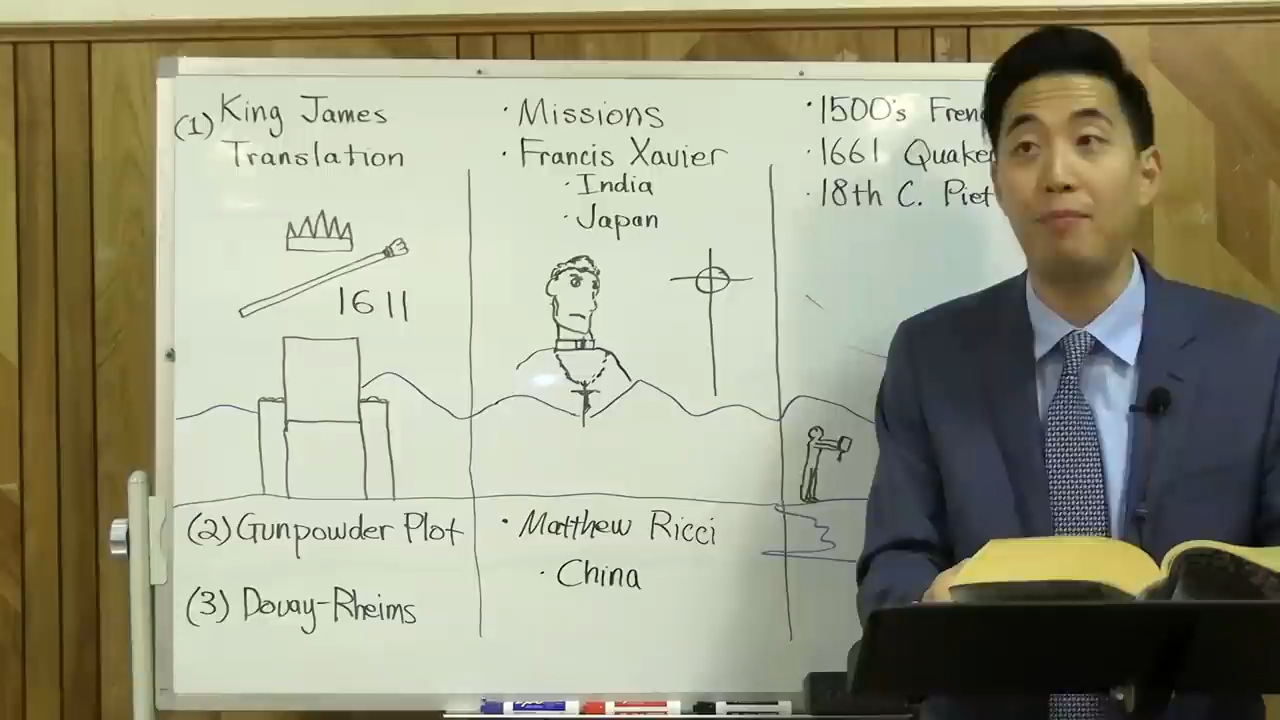 (1) King James
Translation
1611
(2) Gunpowder Plot
(3) Douay-Rheims
· Missions
· Francis Xavier
· India
· Japan
· Matthew Ricci
· China
· 1500's
· 1661
· 18th C.